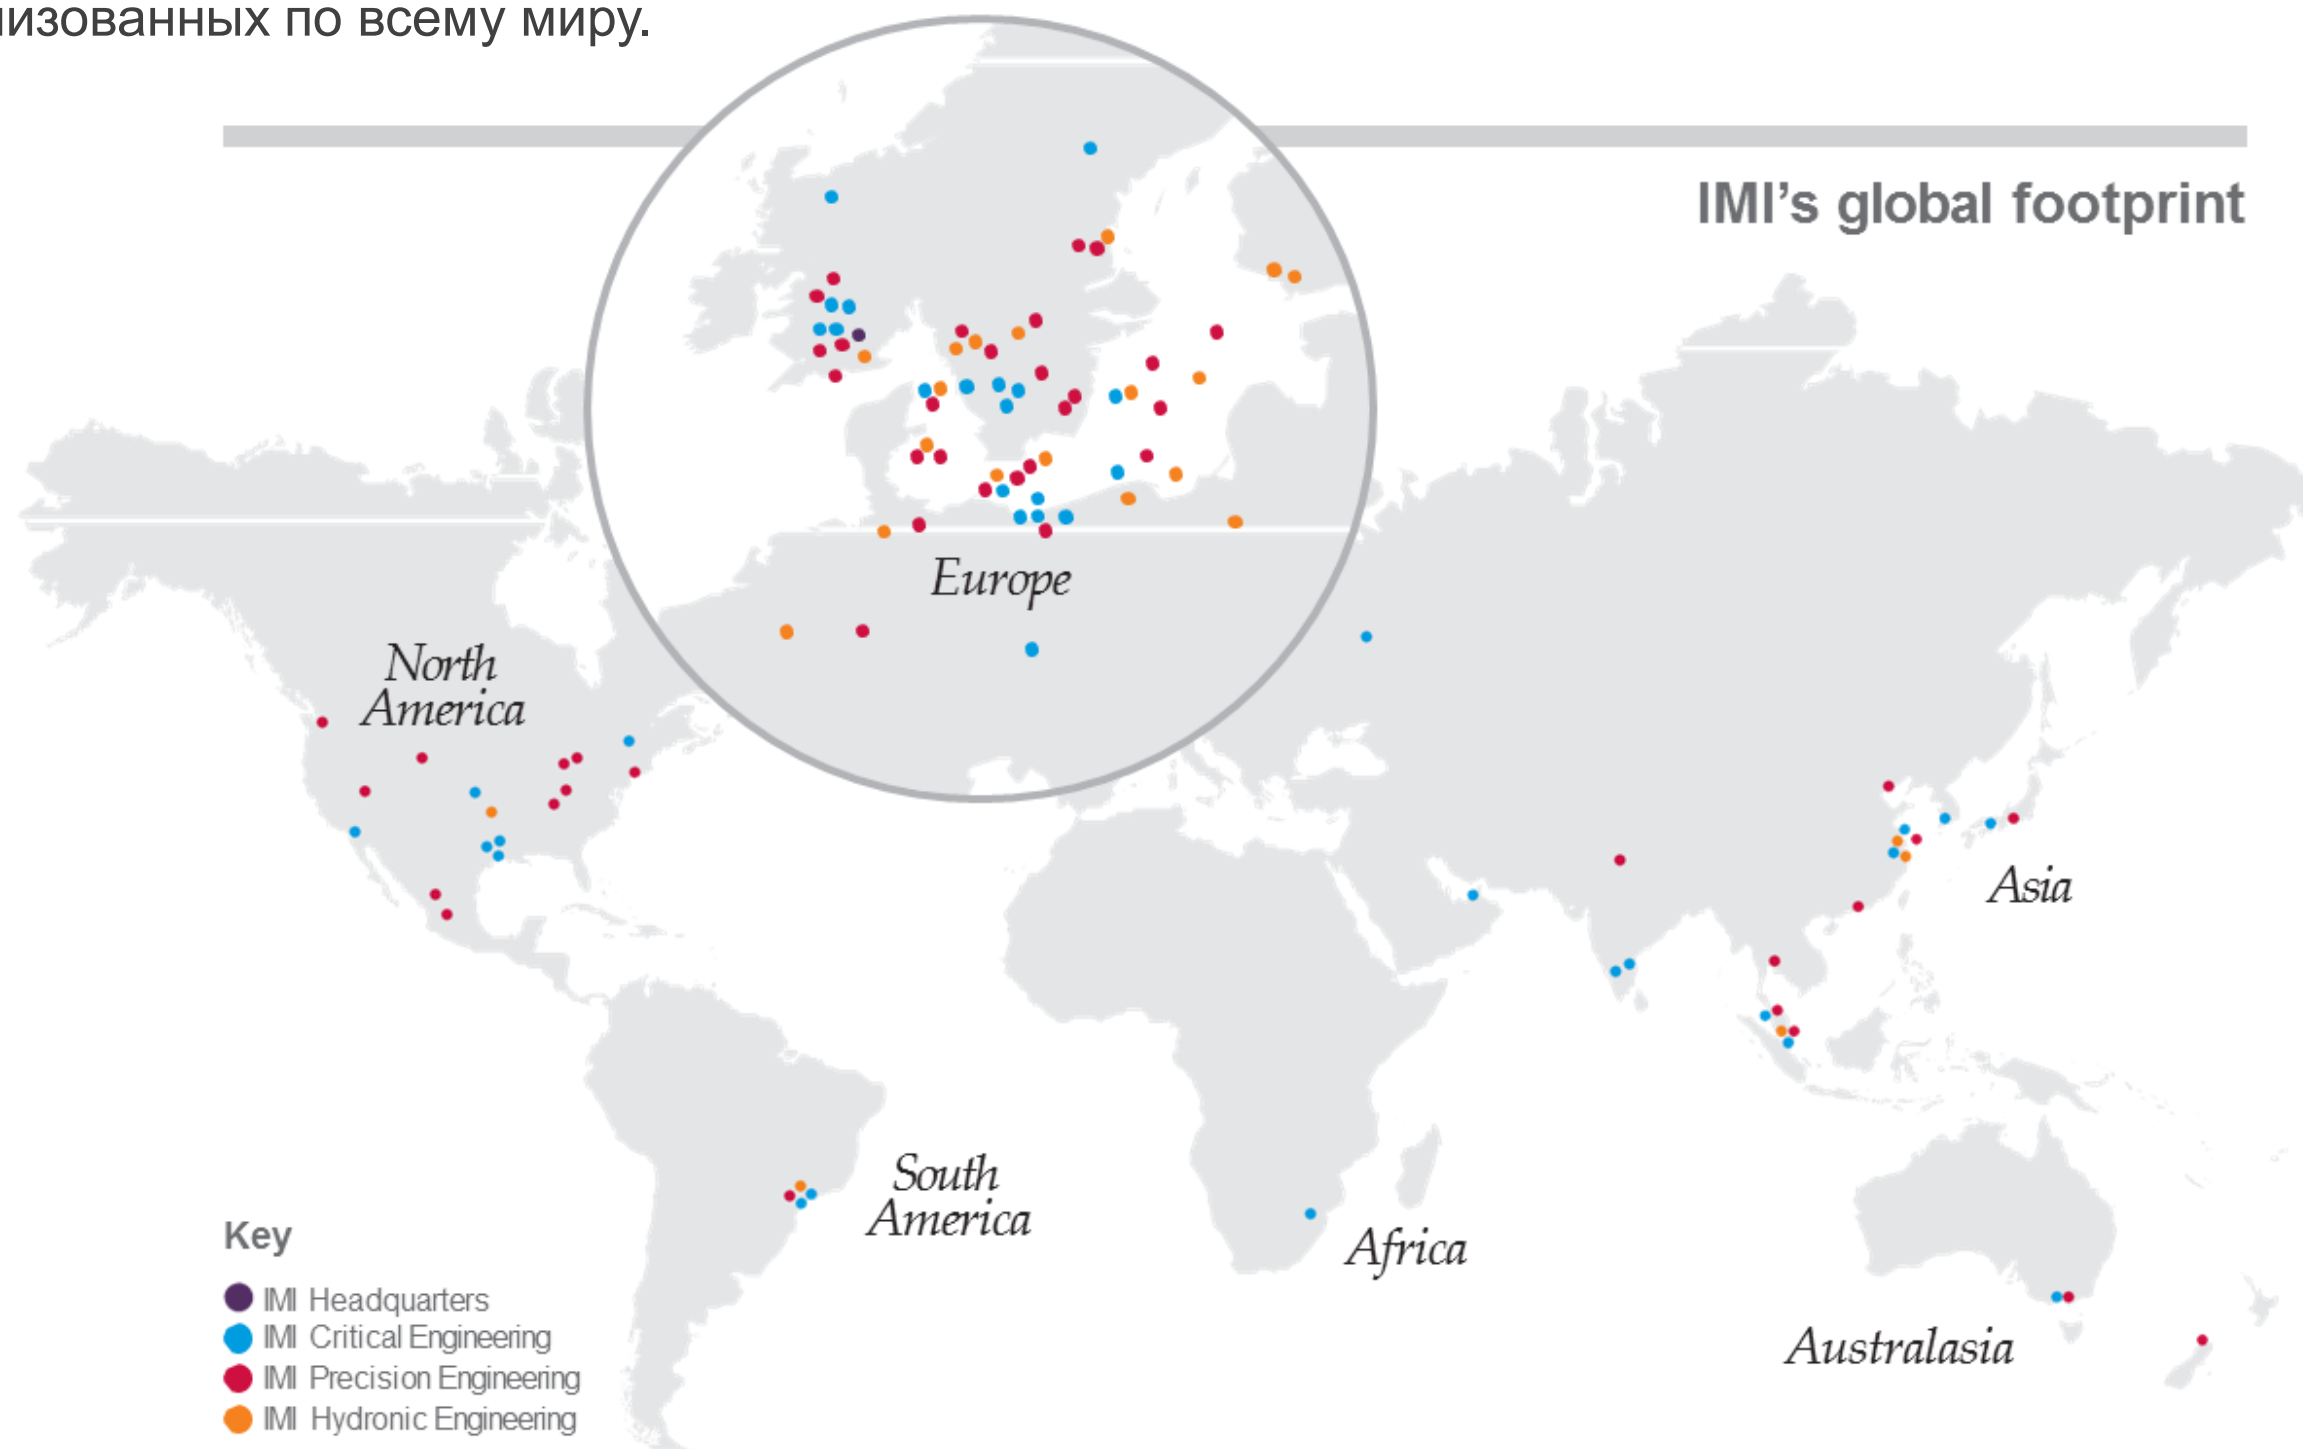 по всему миру.
IMI's global footprint
Europe
North
America
Asia
South
America
Africa
Australasia
Key
IMI Headquarters
IMI Critical Engineering
IMI Precision Engineering
IMI Hydronic Engineering